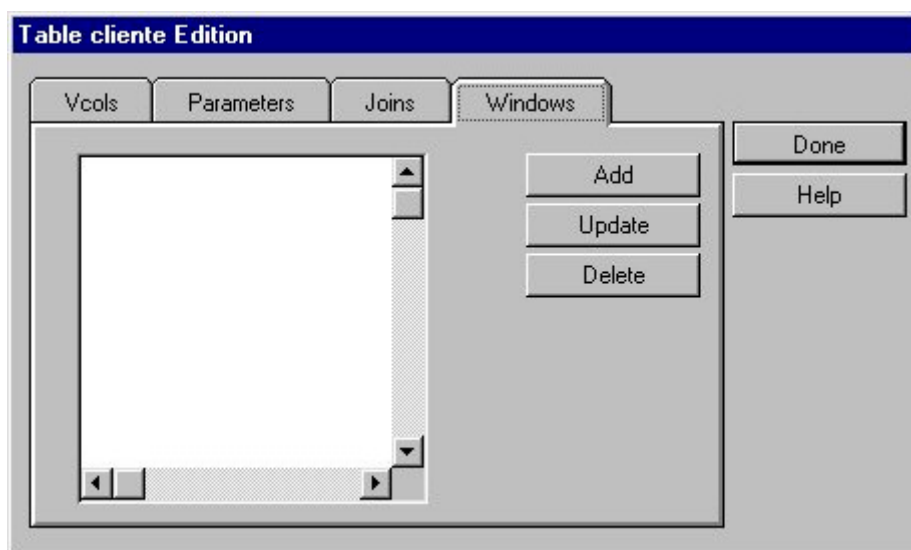 Table cliente Edition
Vcols Parameters Joins Windows
Done
Add
Help
Update
Delete